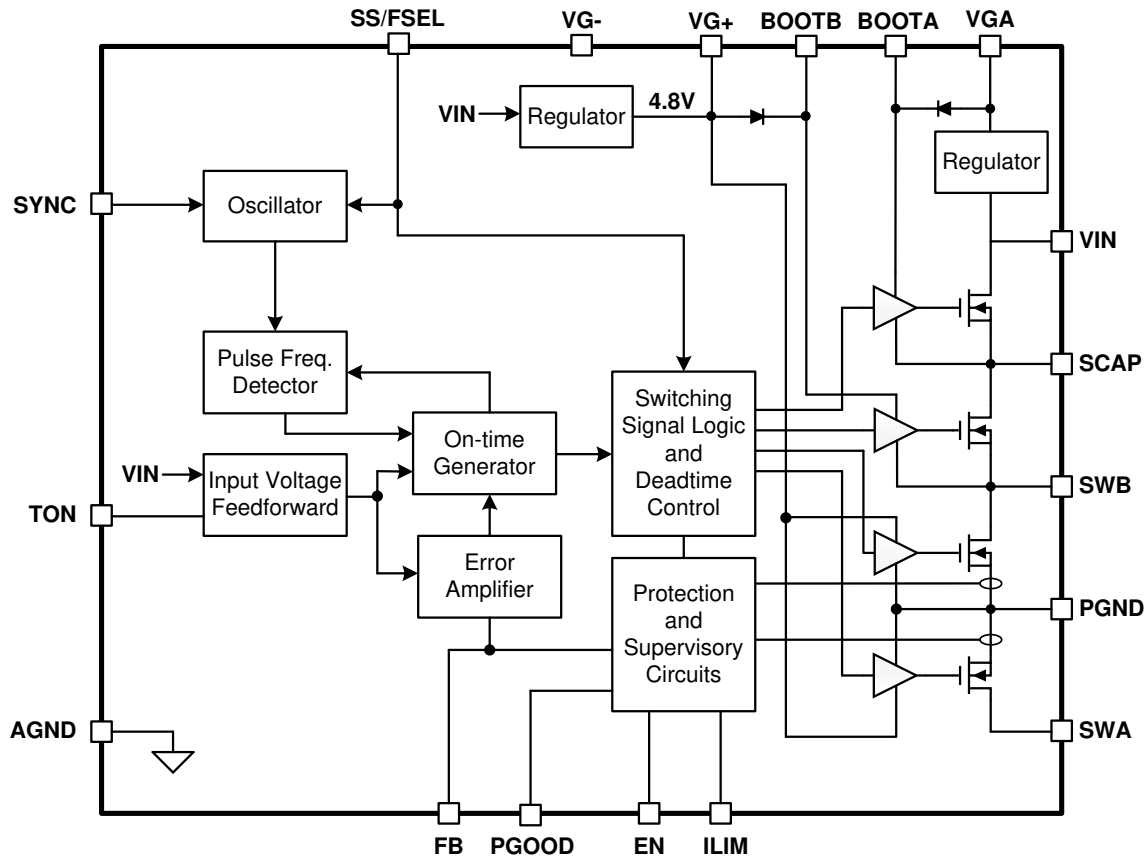 SS/FSEL
VG-
VG+
BOOTB
BOOTA
VGA
VIN
Regulator
4.8V
Regulator
SYNC
Oscillator
VIN
Pulse Freq.
Detector
SCAP
Switching
Signal Logic
and
Deadtime
Control
On-time
Generator
VIN
Input Voltage
Feedforward
TON
SWB
Error
Amplifier
Protection
and
Supervisory
Circuits
PGND
AGND
SWA
FB
PGOOD
EN
ILIM